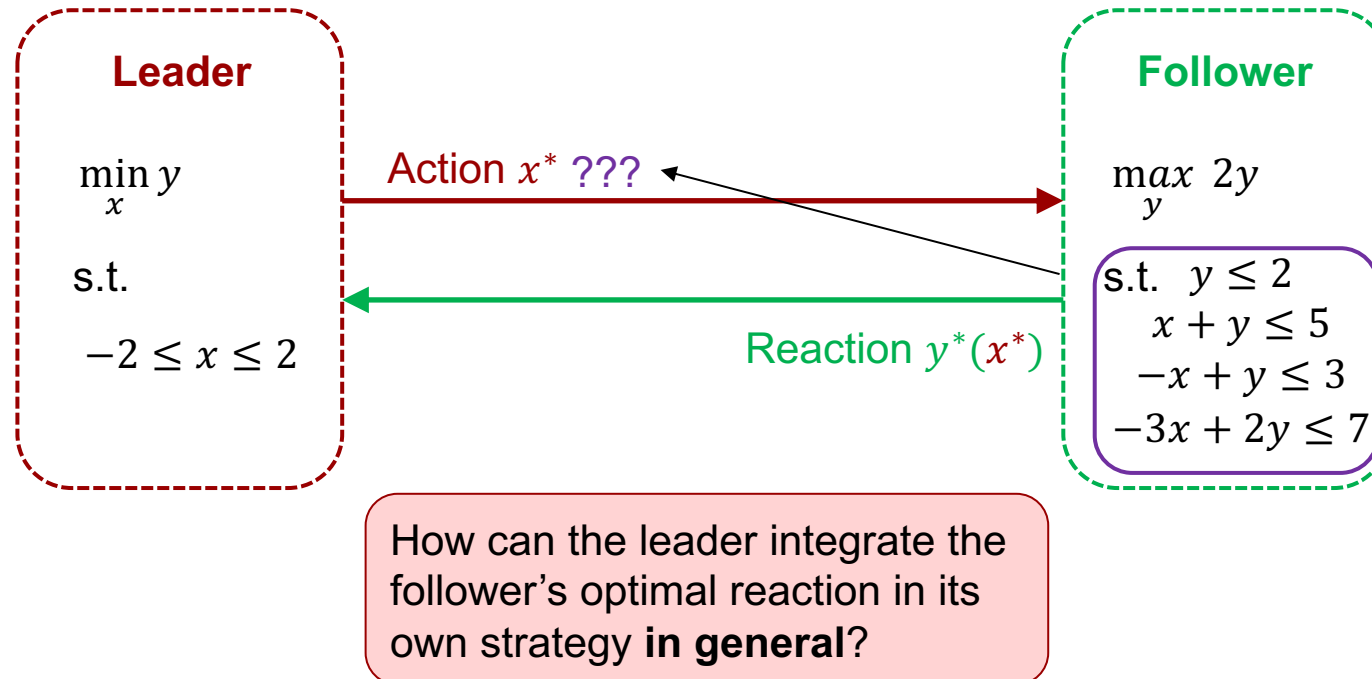 Leader
min y
x
s.t.
−2 ≤ x ≤ 2
Action x* ???
Reaction y*(x*)
Follower
max 2y
y
s.t. y ≤ 2
x + y ≤ 5
−x + y ≤ 3
−3x + 2y ≤ 7
How can the leader integrate the
follower's optimal reaction in its
own strategy in general?